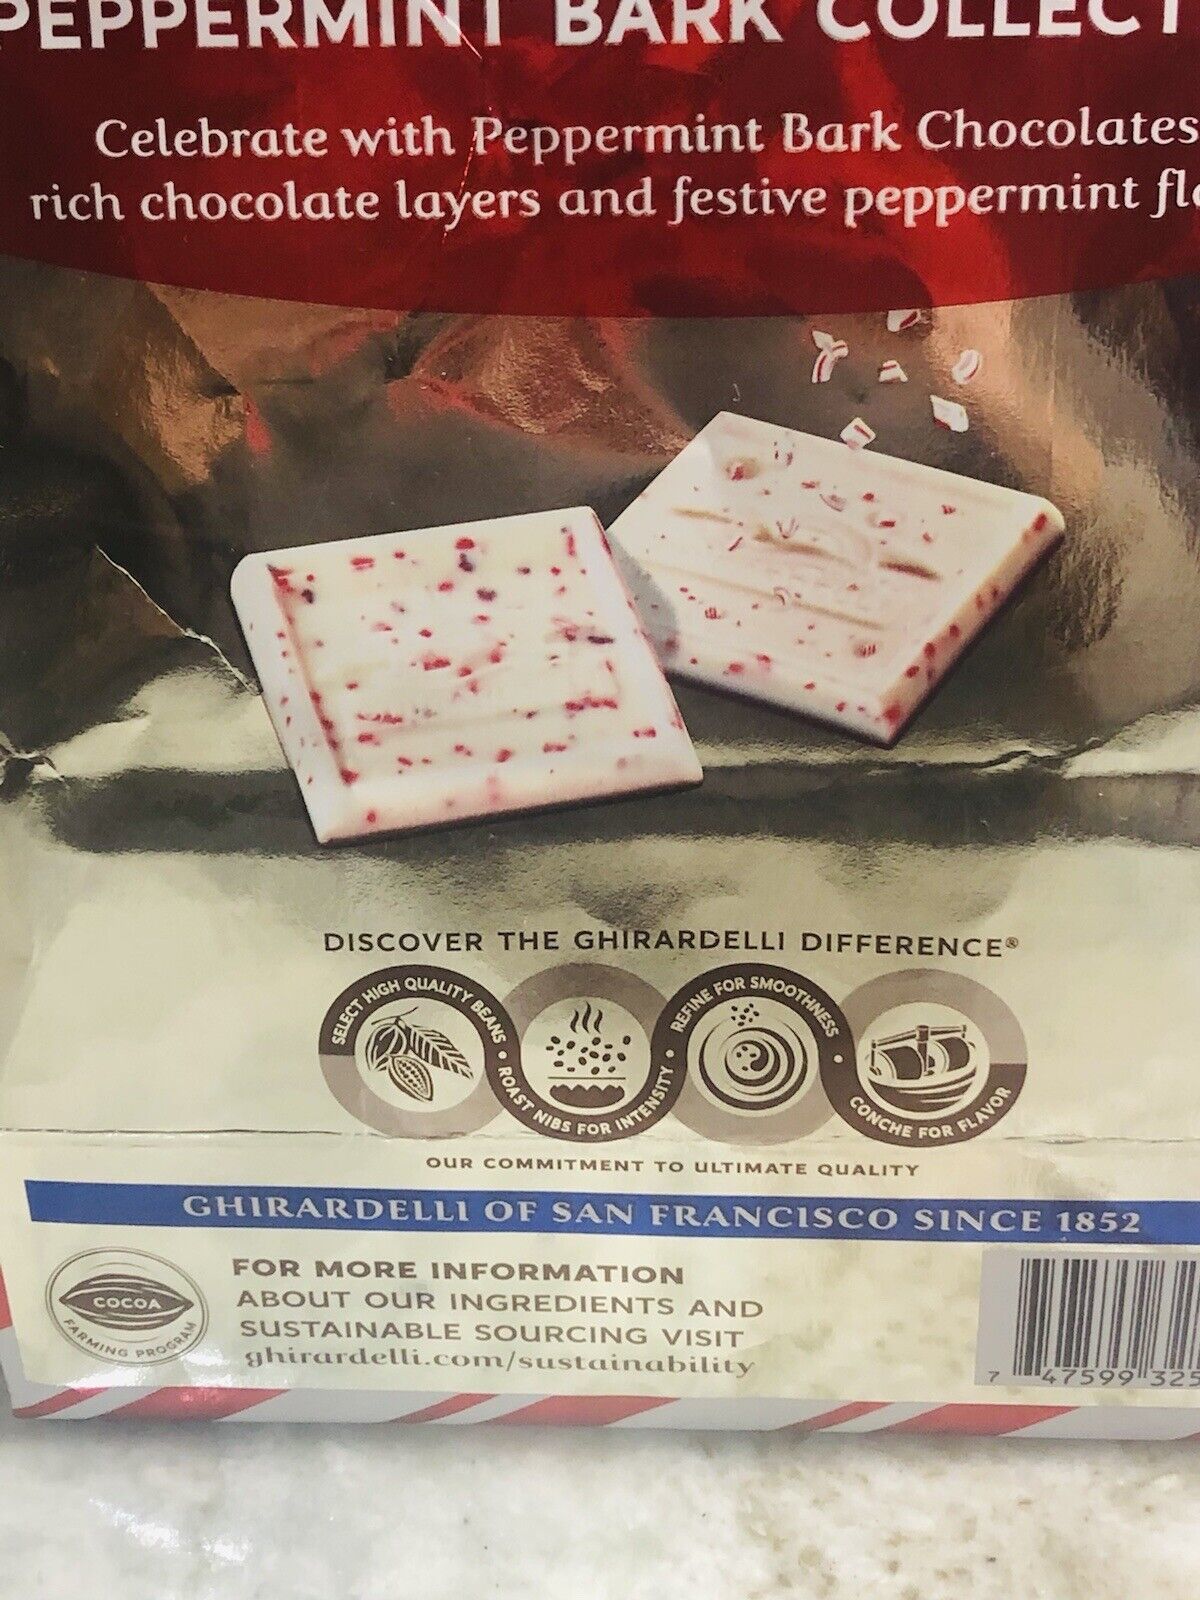 PEPPERMINT BARK COLLECT
Celebrate with Peppermint Bark Chocolates
rich chocolate layers and festive peppermint fl
DISCOVER THE GHIRARDELLI DIFFERENCE®
SELECT HIGH QUALITY BEANS • ROAST NIBS FOR INTENSITY • REFINE FOR SMOOTHNESS • CONCHE FOR FLAVOR
OUR COMMITMENT TO ULTIMATE QUALITY
GHIRARDELLI OF SAN FRANCISCO SINCE 1852
COCOA
FARMING PROGRAM
FOR MORE INFORMATION
ABOUT OUR INGREDIENTS AND
SUSTAINABLE SOURCING VISIT
ghirardelli.com/sustainability
7 47599 325